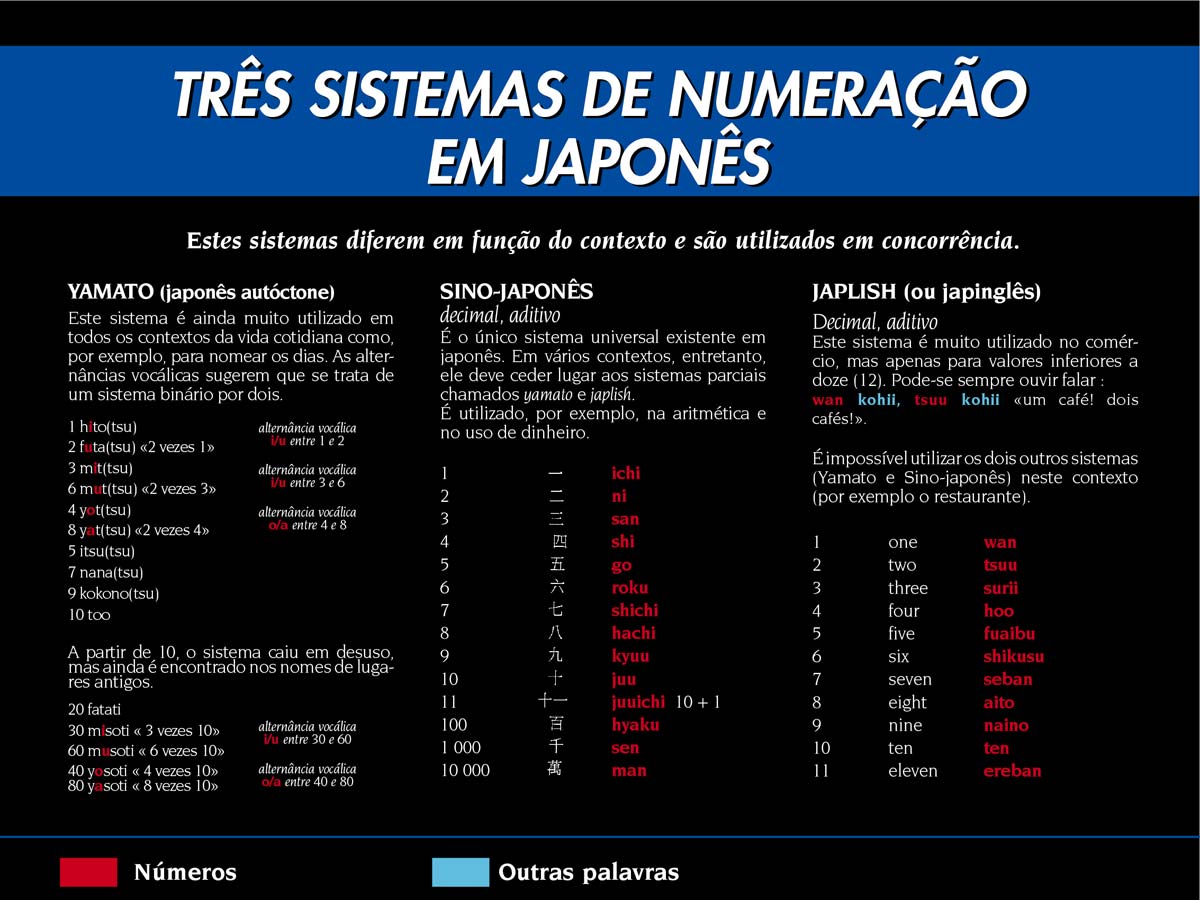 TRÊS SISTEMAS DE NUMERAÇÃO
EM JAPONÊS
Estes sistemas diferem em função do contexto e são utilizados em concorrência.
YAMATO (japonês autóctone)
Este sistema é ainda muito utilizado em
todos os contextos da vida cotidiana como,
por exemplo, para nomear os dias. As alter-
nâncias vocálicas sugerem que se trata de
um sistema binário por dois.
1 hito(tsu)
2 futa(tsu) «2 vezes 1»
alternância vocálica
i/u entre 1 e 2
3 mit(tsu)
6 mut(tsu) «2 vezes 3»
alternância vocálica
i/u entre 3 e 6
4 yot(tsu)
8 yat(tsu) «2 vezes 4»
alternância vocálica
o/a entre 4 e 8
5 itsu(tsu)
7 nana(tsu)
9 kokono(tsu)
10 too
A partir de 10, o sistema caiu em desuso,
mas ainda é encontrado nos nomes de luga-
res antigos.
20 fatati
30 misoti « 3 vezes 10»
60 musoti « 6 vezes 10»
alternância vocálica
i/u entre 30 e 60
40 yosoti « 4 vezes 10»
80 yasoti « 8 vezes 10»
alternância vocálica
o/a entre 40 e 80
SINO-JAPONÊS
decimal, aditivo
É o único sistema universal existente em
japonês. Em vários contextos, entretanto,
ele deve ceder lugar aos sistemas parciais
chamados yamato e japlish.
É utilizado, por exemplo, na aritmética e
no uso de dinheiro.
1 一 ichi
2 二 ni
3 三 san
4 四 shi
5 五 go
6 六 roku
7 七 shichi
8 八 hachi
9 九 kyuu
10 十 juu
11 十一 juuichi 10 + 1
100 百 hyaku
1 000 千 sen
10 000 萬 man
JAPLISH (ou japinglês)
Decimal, aditivo
Este sistema é muito utilizado no comér-
cio, mas apenas para valores inferiores a
doze (12). Pode-se sempre ouvir falar :
wan kohii, tsuu kohii «um café! dois
cafés!».
É impossível utilizar os dois outros sistemas
(Yamato e Sino-japonês) neste contexto
(por exemplo o restaurante).
1 one wan
2 two tsuu
3 three surii
4 four hoo
5 five fuaibu
6 six shikusu
7 seven seban
8 eight aito
9 nine naino
10 ten ten
11 eleven ereban
Números
Outras palavras